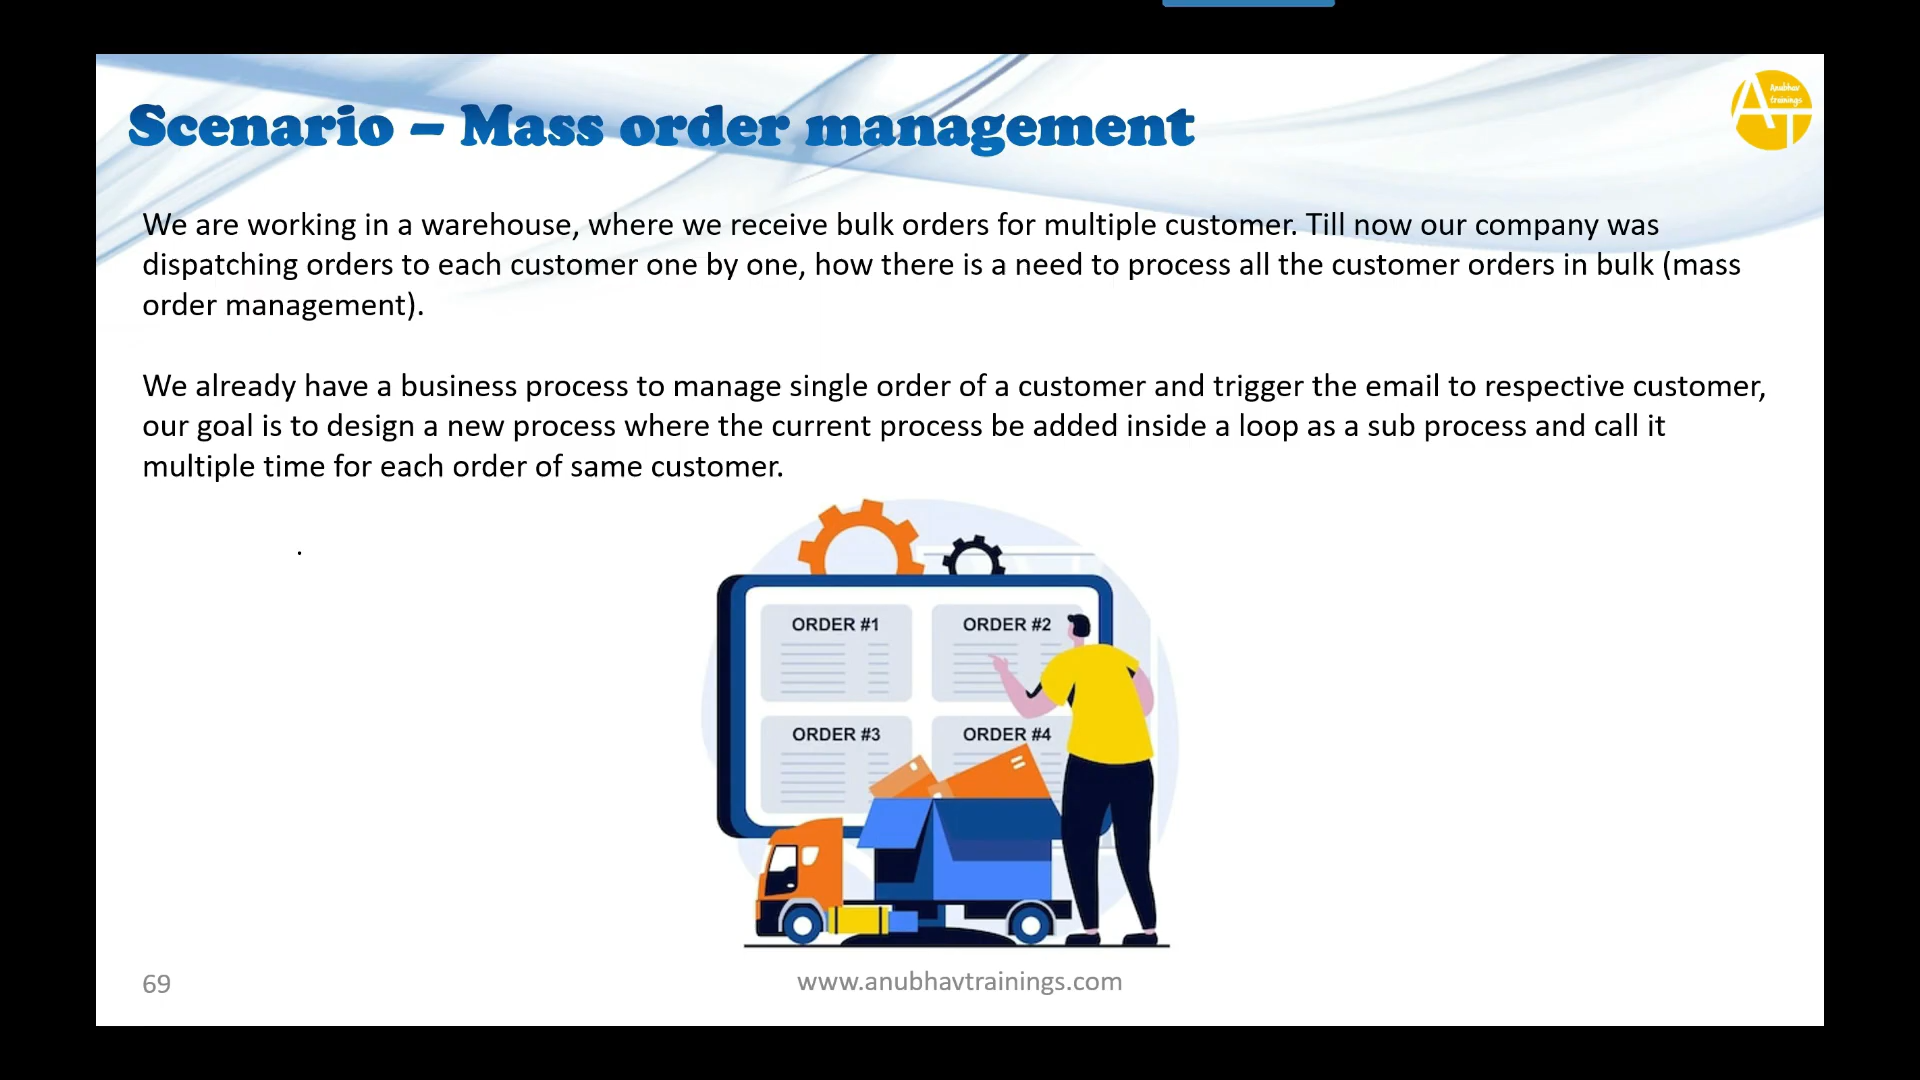 Scenario – Mass order management
Anubhav
trainings
AT
We are working in a warehouse, where we receive bulk orders for multiple customer. Till now our company was
dispatching orders to each customer one by one, how there is a need to process all the customer orders in bulk (mass
order management).
We already have a business process to manage single order of a customer and trigger the email to respective customer,
our goal is to design a new process where the current process be added inside a loop as a sub process and call it
multiple time for each order of same customer.
ORDER #1
ORDER #2
ORDER #3
ORDER #4
69
www.anubhavtrainings.com